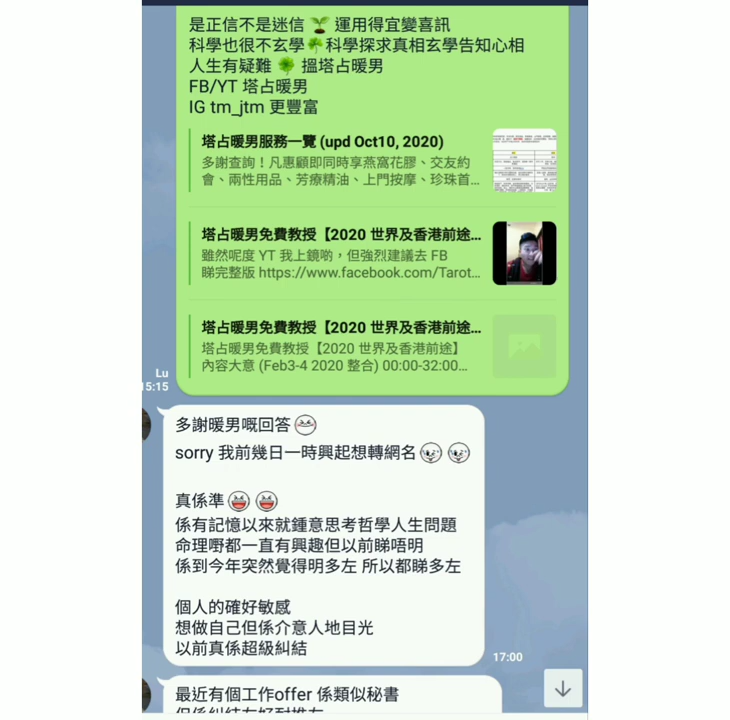 是正信不是迷信 🌱 運用得宜變喜訊
科學也很不玄學🍀科學探求真相玄學告知心相
人生有疑難 🍀 搵塔占暖男
FB/YT 塔占暖男
IG tm_jtm 更豐富
塔占暖男服務一覽 (upd Oct10, 2020)
多謝查詢！凡惠顧即同時享燕窩花膠、交友約
會、兩性用品、芳療精油、上門按摩、珍珠首...
塔占暖男免費教授【2020 世界及香港前途...
雖然呢度 YT 我上鏡啲，但強烈建議去 FB
睇完整版 https://www.facebook.com/Tarot...
塔占暖男免費教授【2020 世界及香港前途...
塔占暖男免費教授【2020 世界及香港前途】
內容大意 (Feb3-4 2020 整合) 00:00-32:00...
Lu
15:15
多謝暖男嘅回答
sorry 我前幾日一時興起想轉網名
真係準
係有記憶以來就鍾意思考哲學人生問題
命理嘢都一直有興趣但以前睇唔明
係到今年突然覺得明多左 所以都睇多左
個人的確好敏感
想做自己但係介意人地目光
以前真係超級糾結
17:00
最近有個工作offer 係類似秘書